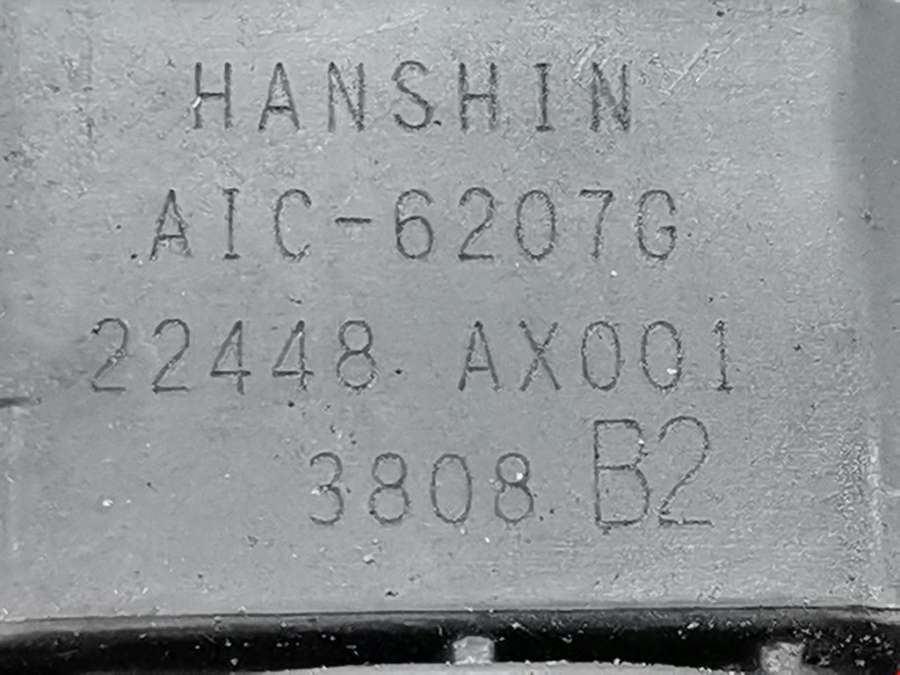 HANSHIN
AIC-6207G
22448 AX001
3808 B2